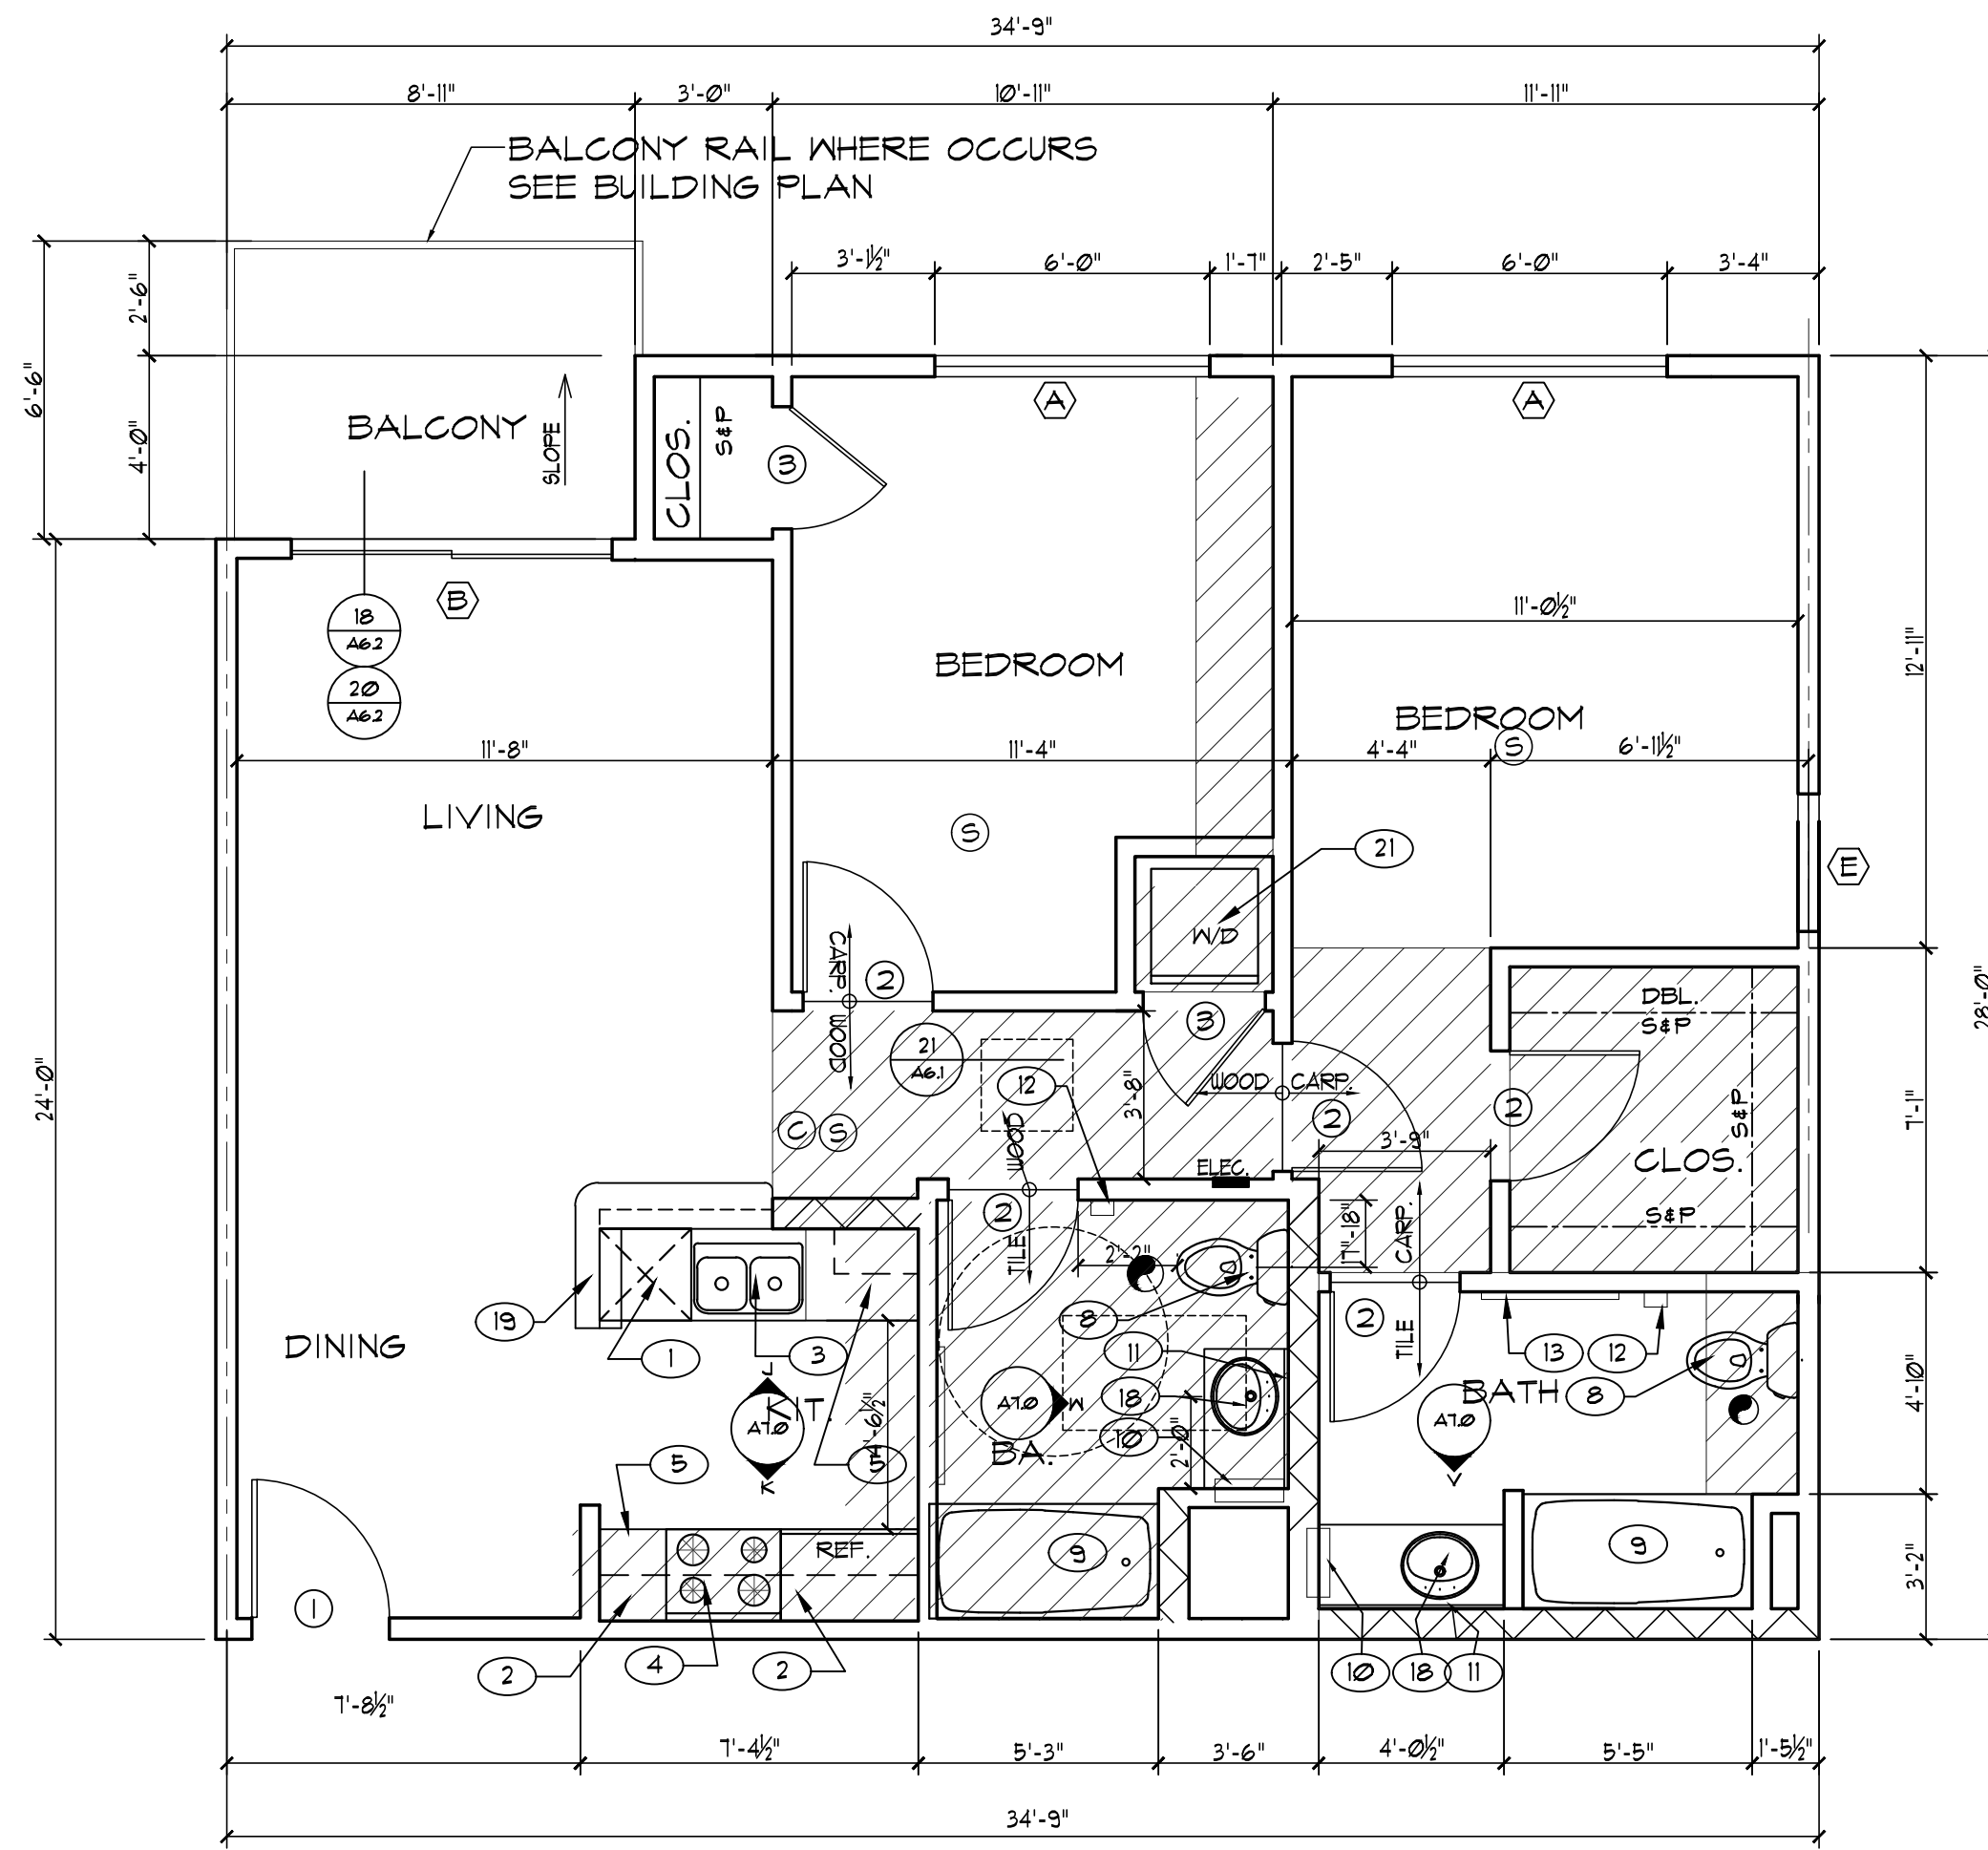 34'-9"
8'-11"
3'-0"
10'-11"
11'-11"
BALCONY RAIL WHERE OCCURS
SEE BUILDING PLAN
3'-1½"
6'-0"
1'-7"
2'-5"
6'-0"
3'-4"
2'-6"
6'-6"
4'-0"
BALCONY
SLOPE
CLOS.
S&P
3
A
A
18
A6.2
20
A6.2
B
11'-0½"
12'-11"
BEDROOM
BEDROOM
S
11'-8"
11'-4"
4'-4"
6'-11½"
LIVING
S
21
E
W/D
CARP.
WOOD
2
3
DBL.
S&P
28'-0"
24'-0"
21
A6.1
12
3'-8"
WOOD
CARP.
2
2
S&P
7'-1"
C
S
WOOD
3'-9"
ELEC.
CLOS.
S&P
2
TILE
2'-2"
17"-18"
CARP.
19
1
3
8
2
TILE
13
12
8
DINING
11
18
10
2'-0"
J
KIT.
A7.0
K
A7.0
W
BA.
BATH
A7.0
V
4'-10"
5
5
REF.
9
9
3'-2"
1
2
4
2
10
18
11
7'-8½"
7'-4½"
5'-3"
3'-6"
4'-0½"
5'-5"
1'-5½"
34'-9"